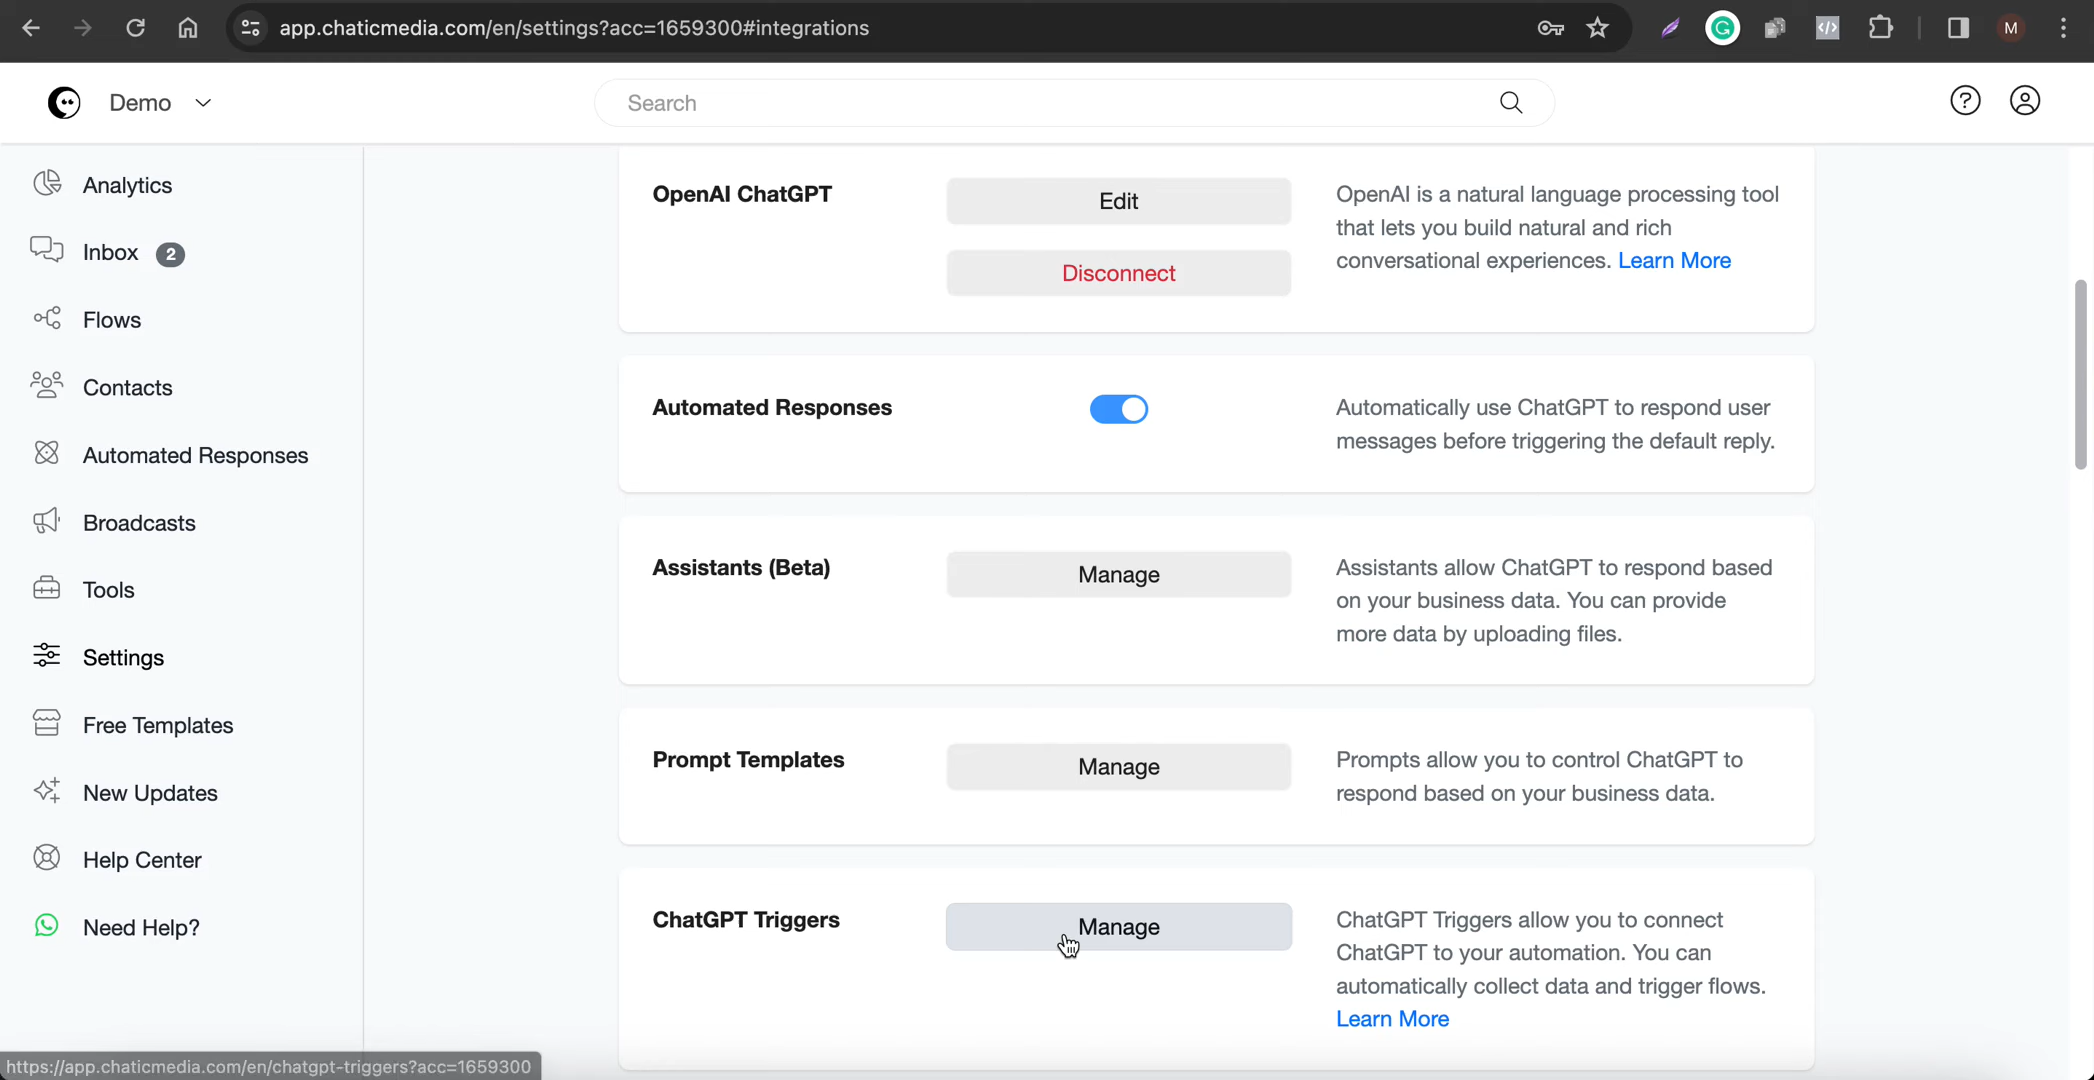 app.chaticmedia.com/en/settings?acc=1659300#integrations
M
Demo
Search
Analytics
Inbox 2
Flows
Contacts
Automated Responses
Broadcasts
Tools
Settings
Free Templates
New Updates
Help Center
Need Help?
OpenAI ChatGPT
Edit
Disconnect
OpenAI is a natural language processing tool
that lets you build natural and rich
conversational experiences. Learn More
Automated Responses
Automatically use ChatGPT to respond user
messages before triggering the default reply.
Assistants (Beta)
Manage
Assistants allow ChatGPT to respond based
on your business data. You can provide
more data by uploading files.
Prompt Templates
Manage
Prompts allow you to control ChatGPT to
respond based on your business data.
ChatGPT Triggers
Manage
ChatGPT Triggers allow you to connect
ChatGPT to your automation. You can
automatically collect data and trigger flows.
Learn More
https://app.chaticmedia.com/en/chatgpt-triggers?acc=1659300